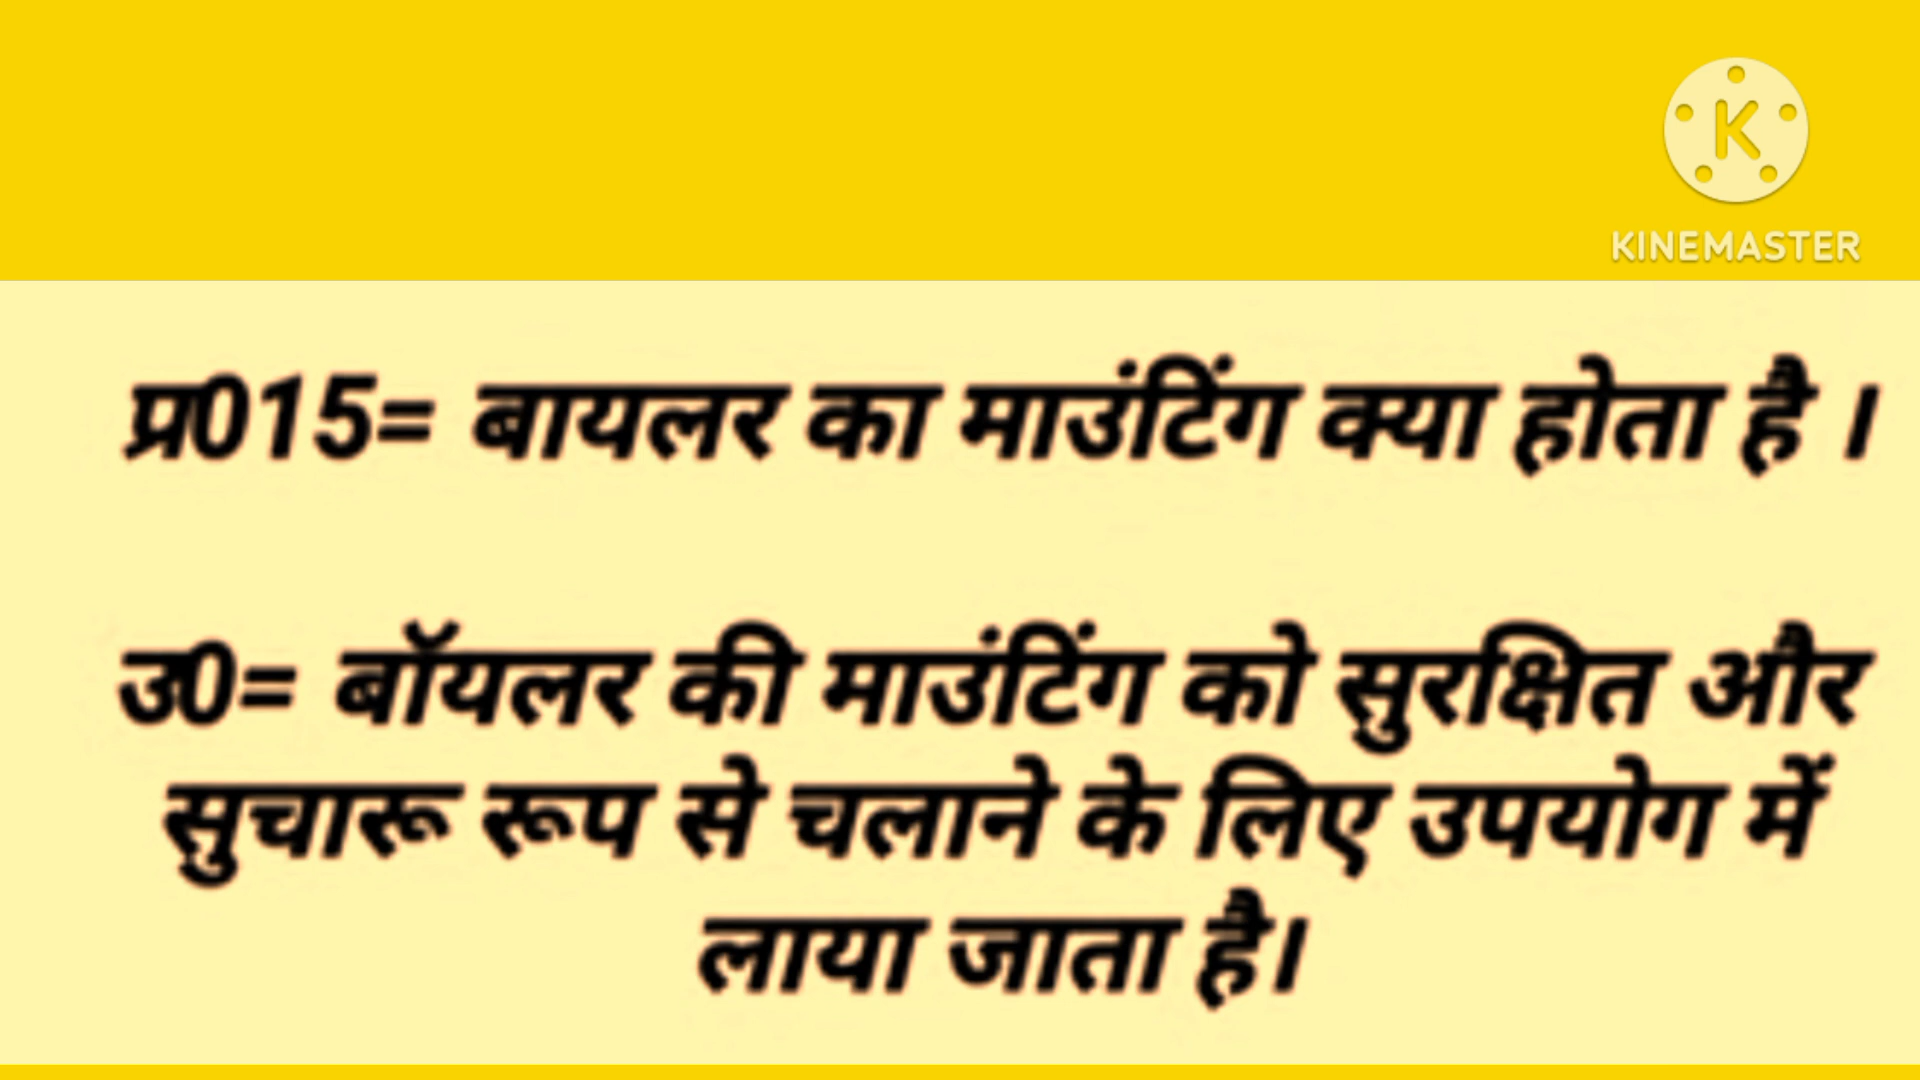 KINEMASTER
प्र015= बायलर का माउंटिंग क्या होता है ।
उ0= बॉयलर की माउंटिंग को सुरक्षित और
सुचारू रूप से चलाने के लिए उपयोग में
लाया जाता है।